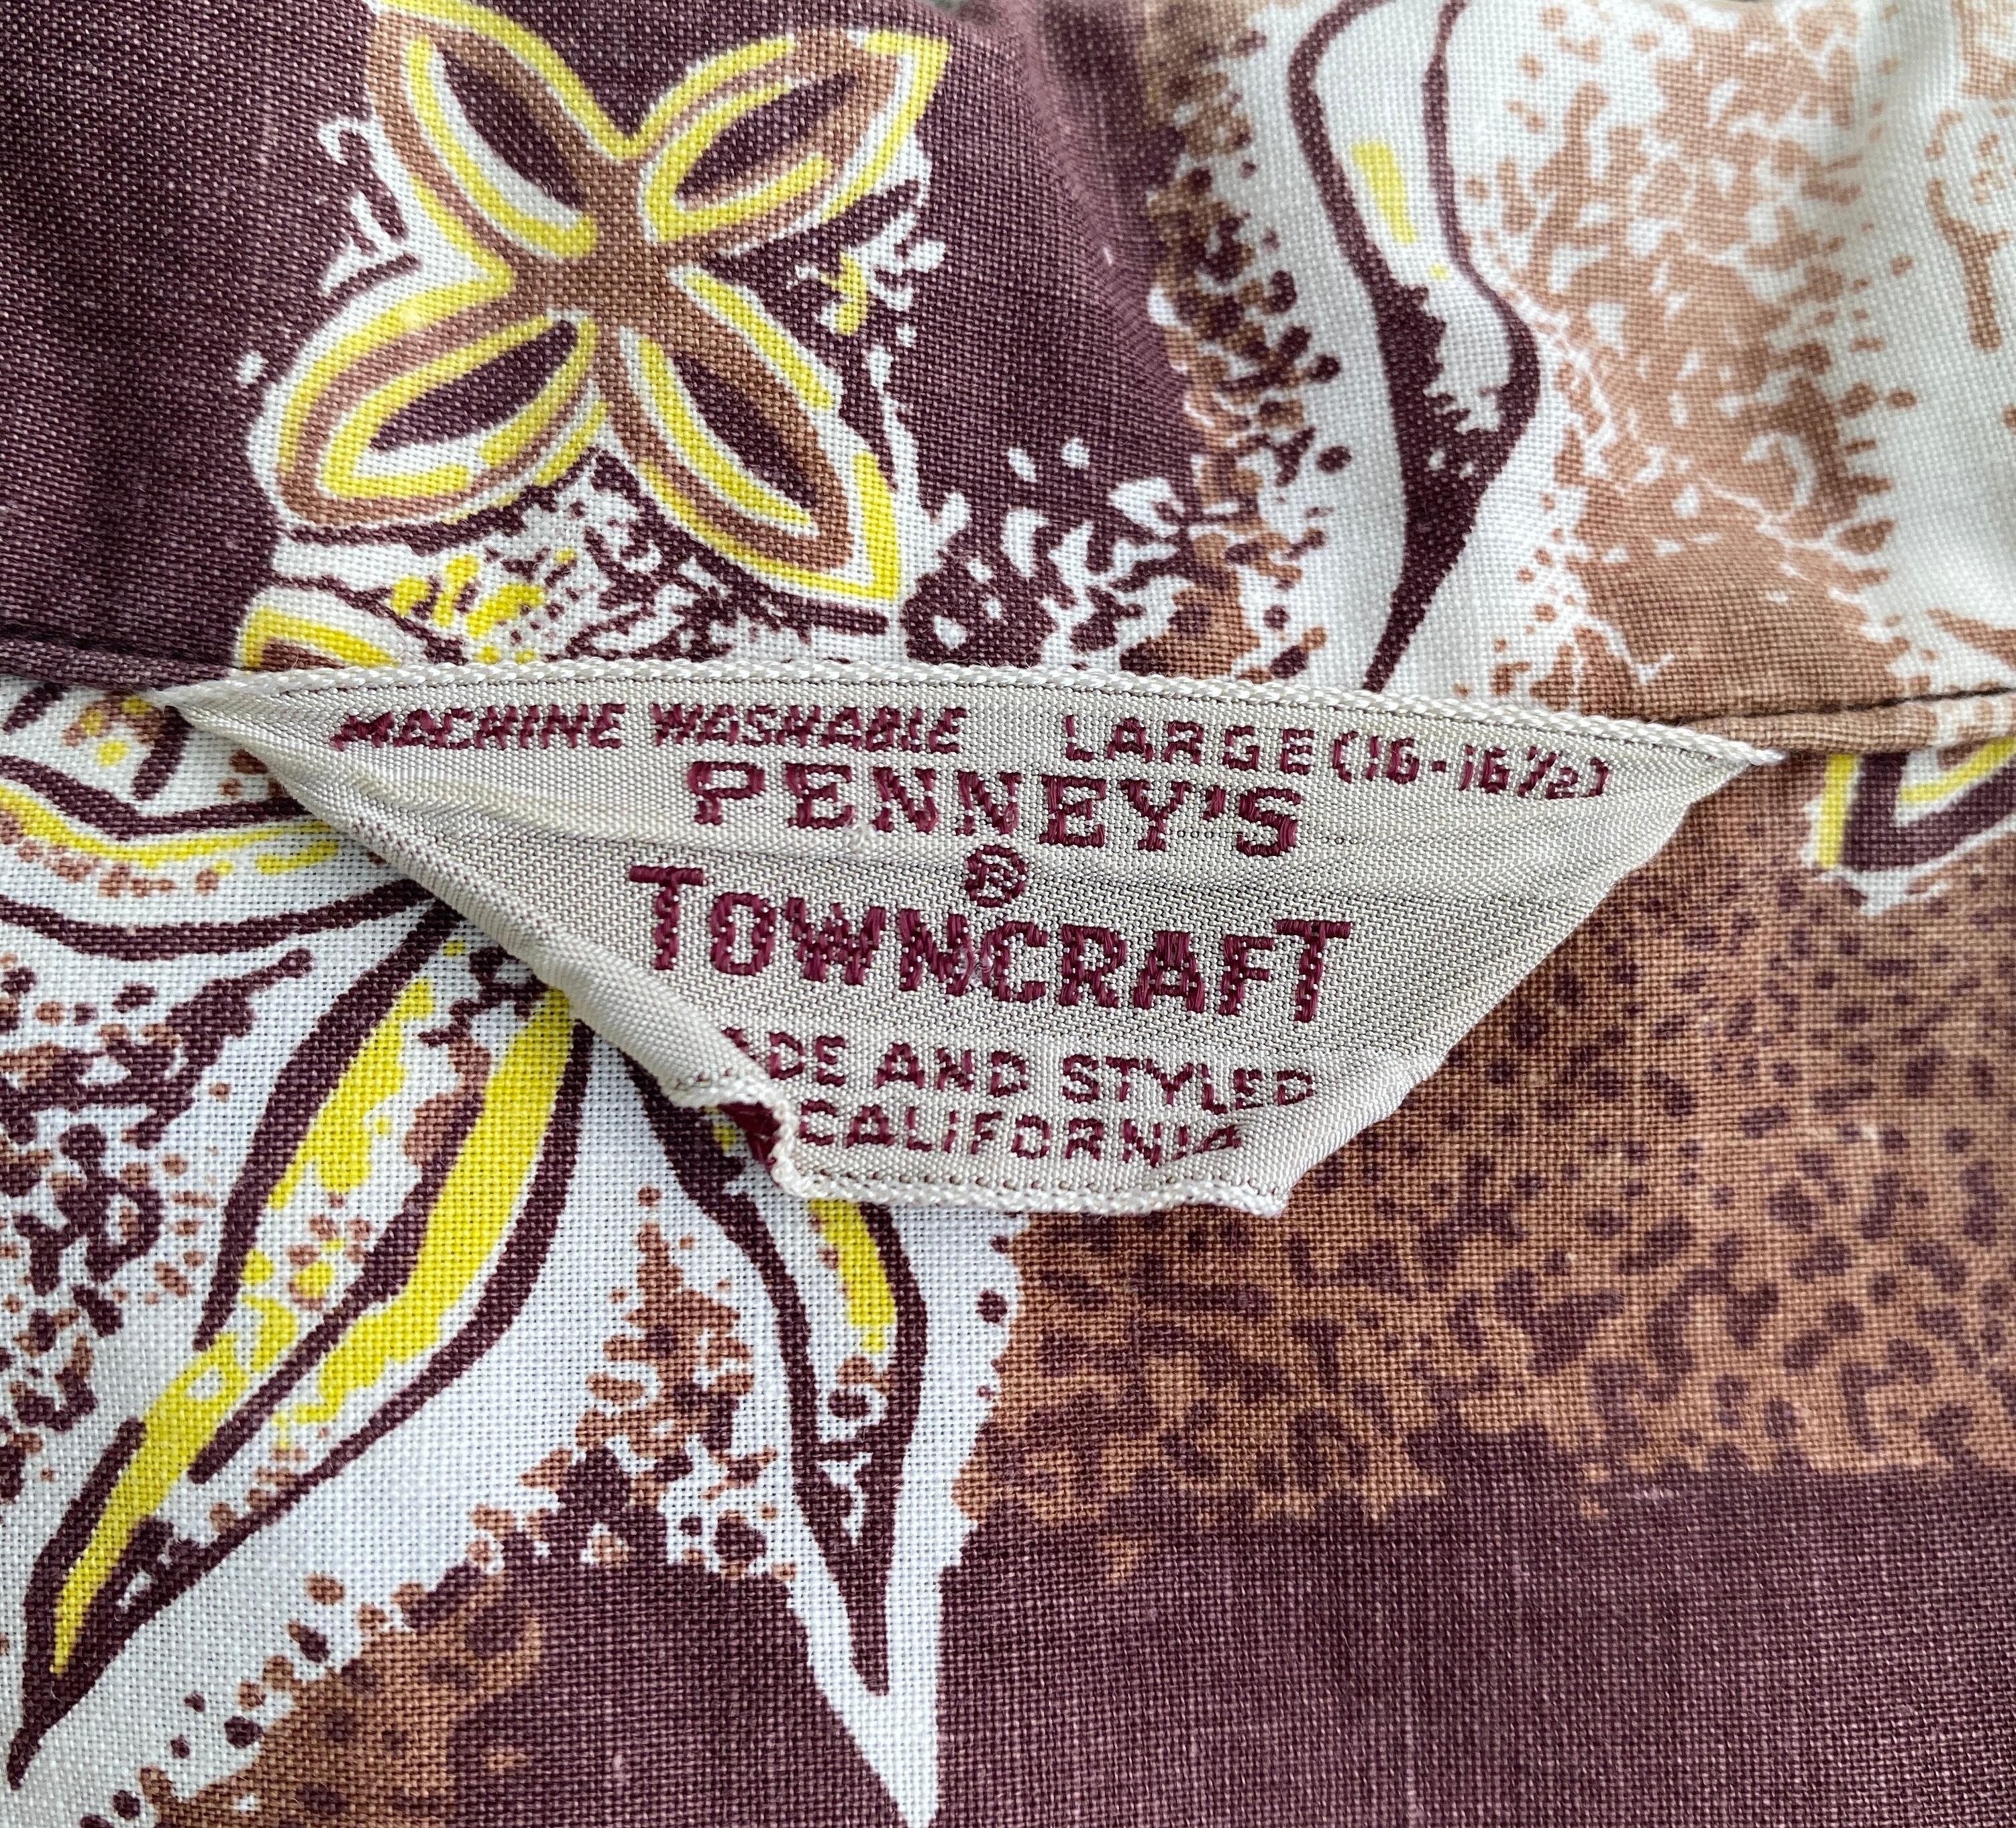 MACHINE WASHABLE LARGE (16-16½)
PENNEY'S
®
TOWNCRAFT
ADE AND STYLED
CALIFORNIA